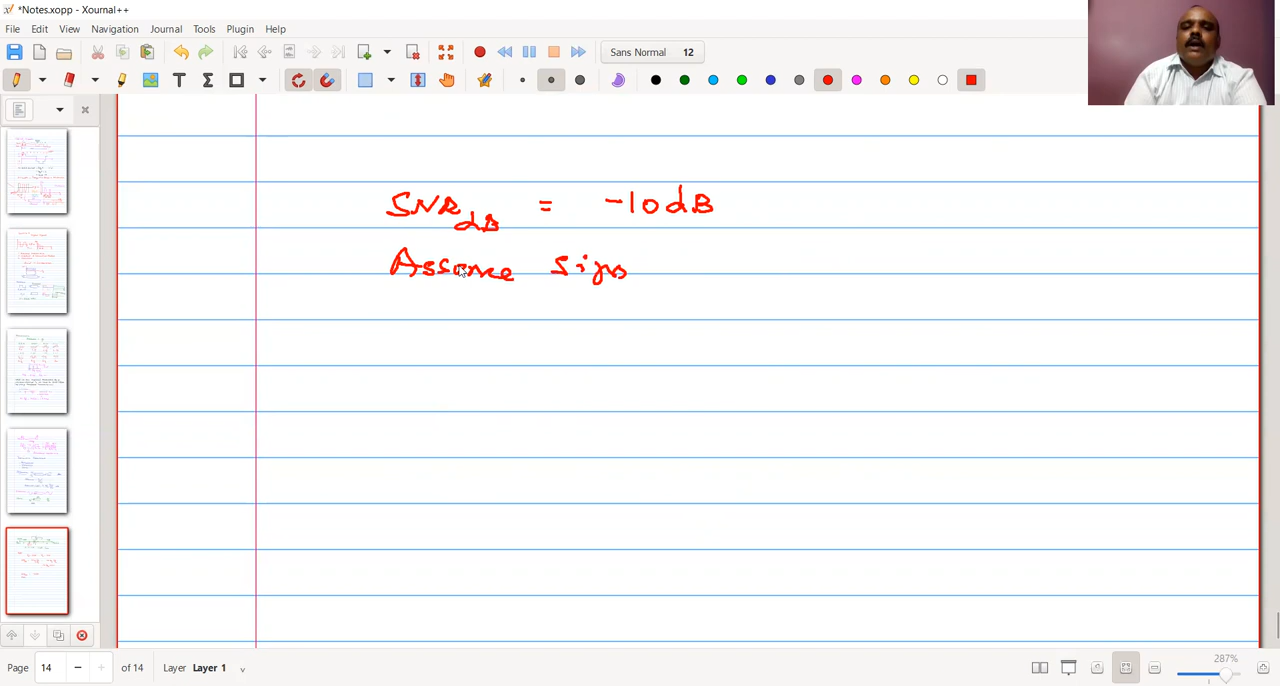 *Notes.xopp - Xournal++
File Edit View Navigation Journal Tools Plugin Help
Sans Normal 12
SNR dB = -10dB
Assume Sign
Page 14 of 14 Layer Layer 1 287%